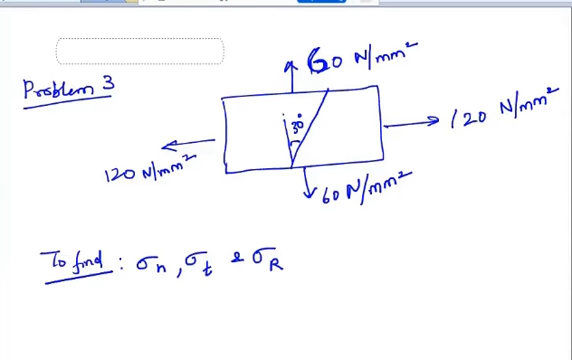 60 N/mm²
Problem 3
30°
120 N/mm²
120 N/mm²
60 N/mm²
To find : σn , σt & σR